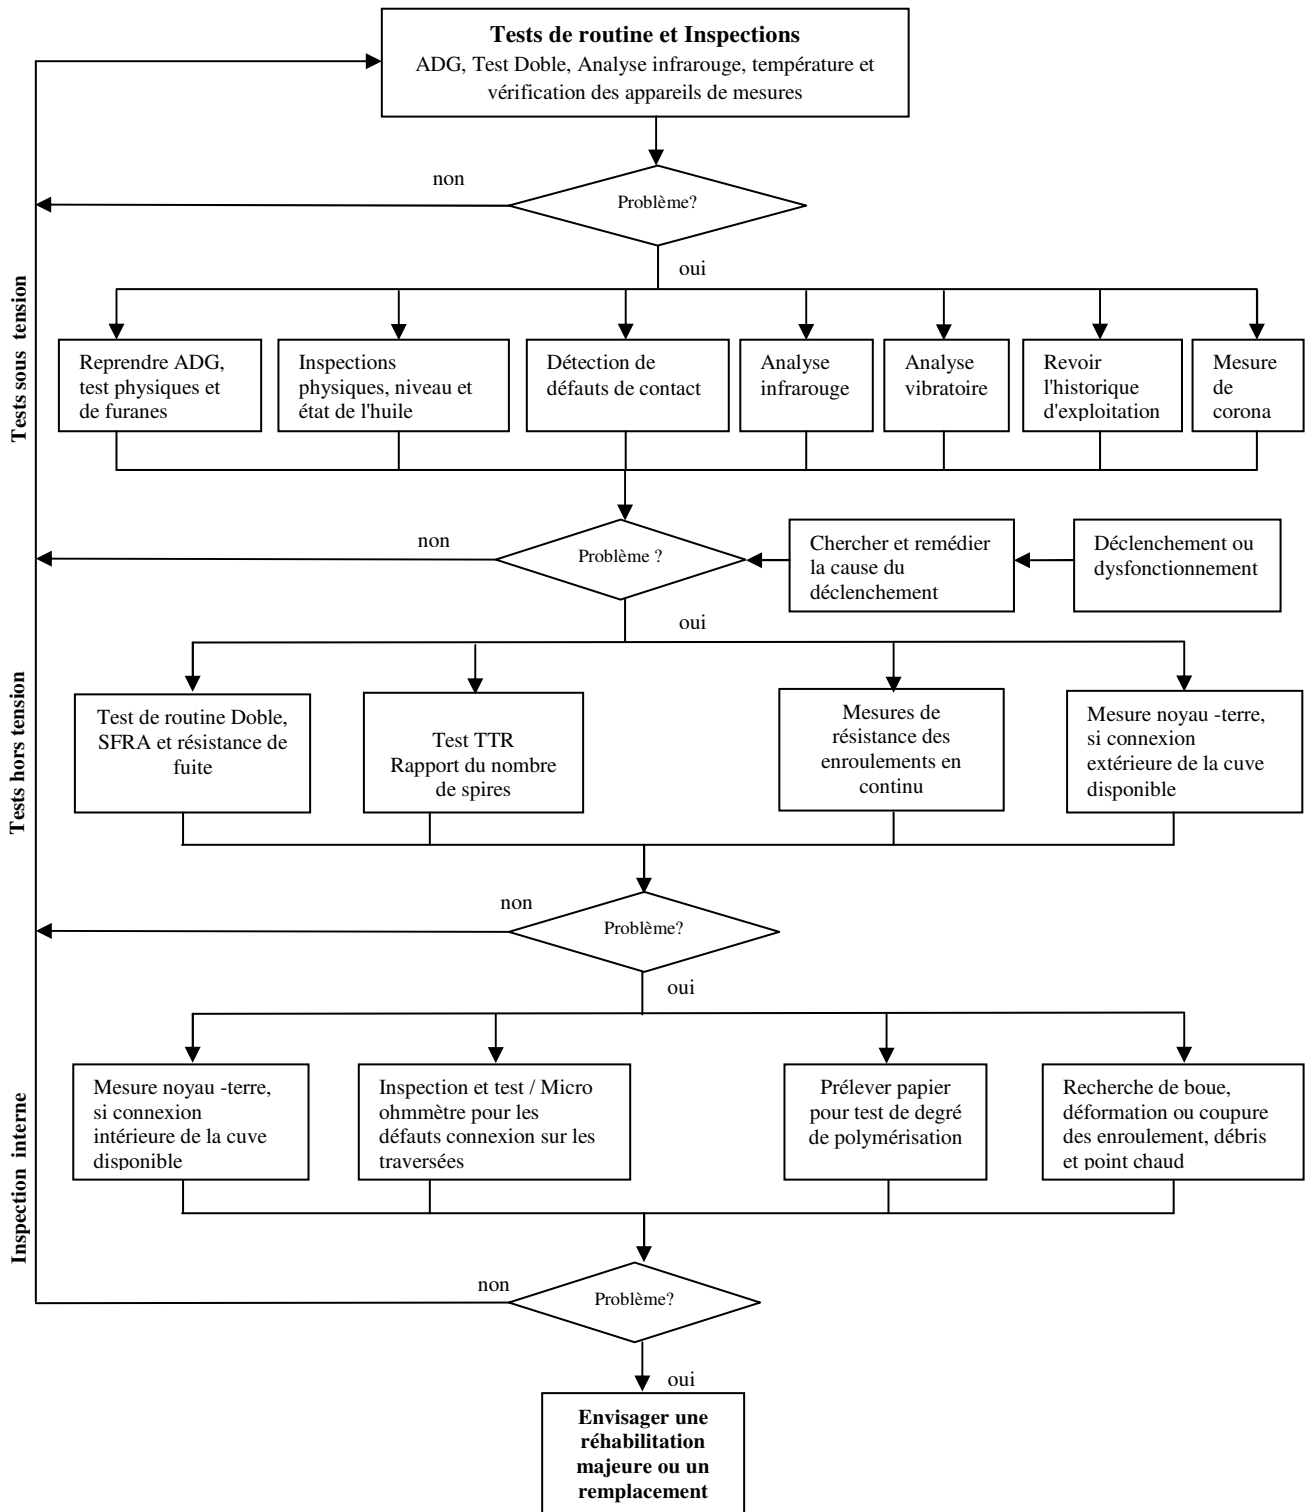 Tests de routine et Inspections
ADG, Test Doble, Analyse infrarouge, température et
vérification des appareils de mesures
non
Problème?
oui
Tests sous tension
Reprendre ADG,
test physiques et
de furanes
Inspections
physiques, niveau et
état de l'huile
Détection de
défauts de contact
Analyse
infrarouge
Analyse
vibratoire
Revoir
l'historique
d'exploitation
Mesure
de
corona
non
Problème ?
Chercher et remédier
la cause du
déclenchement
Déclenchement ou
dysfonctionnement
oui
Tests hors tension
Test de routine Doble,
SFRA et résistance de
fuite
Test TTR
Rapport du nombre
de spires
Mesures de
résistance des
enroulements en
continu
Mesure noyau -terre,
si connexion
extérieure de la cuve
disponible
non
Problème?
oui
Inspection interne
Mesure noyau -terre,
si connexion
intérieure de la cuve
disponible
Inspection et test / Micro
ohmmètre pour les
défauts connexion sur les
traversées
Prélever papier
pour test de degré
de polymérisation
Recherche de boue,
déformation ou coupure
des enroulement, débris
et point chaud
non
Problème?
oui
Envisager une
réhabilitation
majeure ou un
remplacement